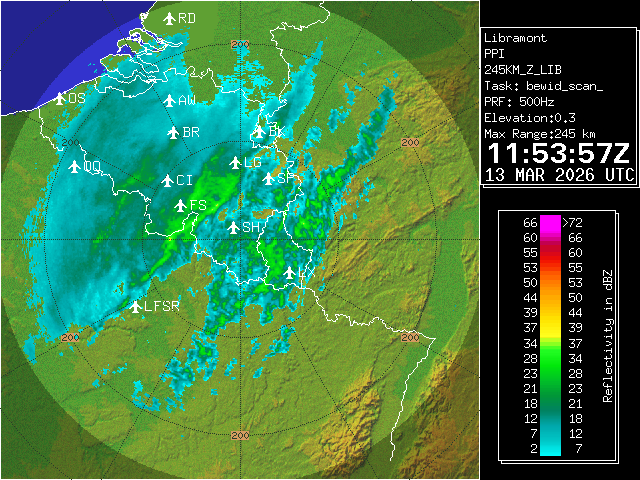 RD
200
OS
AW
BR
BK
200
200
OO
LG
CI
SP
FS
SH
LFSR
200
200
200
Libramont
PPI
245KM_Z_LIB
Task: bewid_scan_
PRF: 500Hz
Elevation:0.3
Max Range:245 km
11:53:57Z
13 MAR 2026 UTC
66 >72
60 66
55 60
53 55
50 53
44 50
39 44
37 39
34 37
28 34
23 28
21 23
18 21
12 18
7 12
2 7
Reflectivity in dBZ